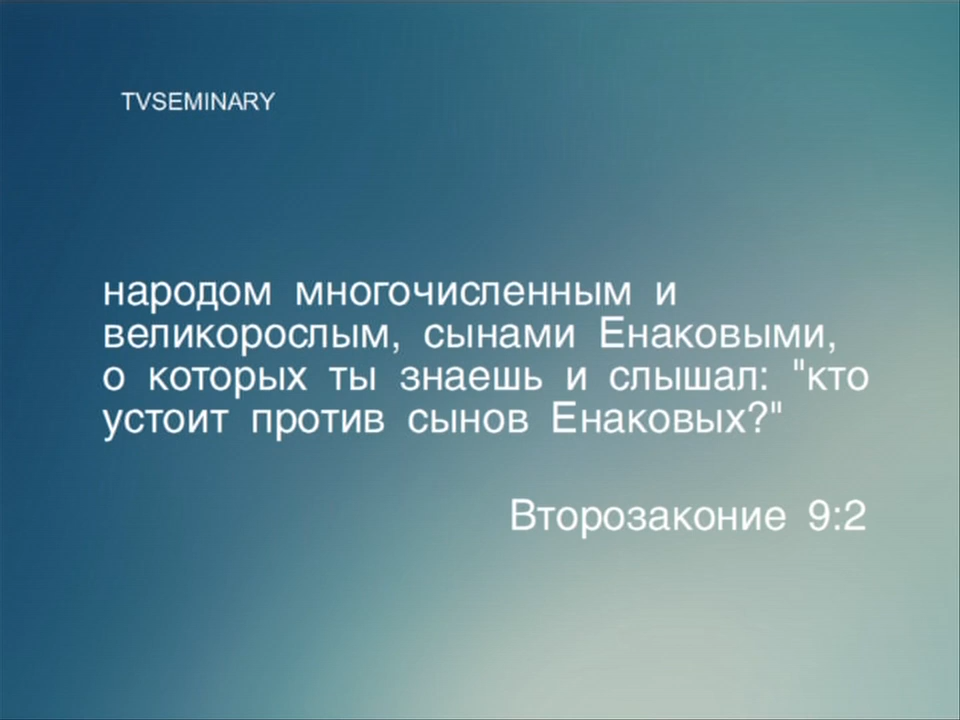 TVSEMINARY
народом многочисленным и
великорослым, сынами Енаковыми,
о которых ты знаешь и слышал: "кто
устоит против сынов Енаковых?"
Второзаконие 9:2